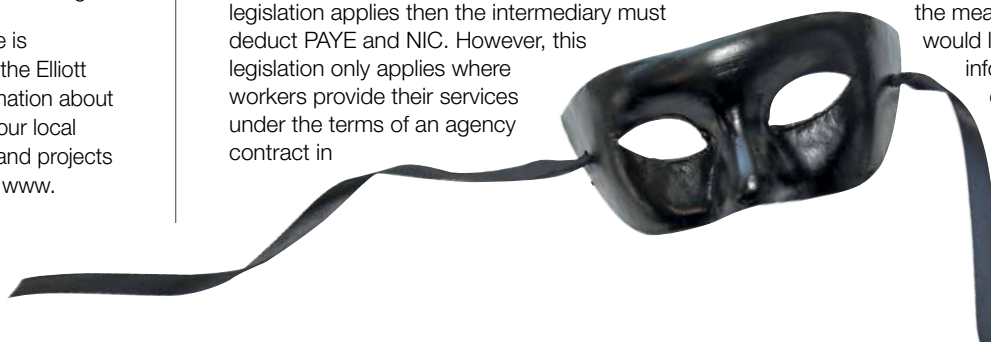 e is
the Elliott
nation about
our local
and projects
www.
legislation applies then the intermediary must
deduct PAYE and NIC. However, this
legislation only applies where
workers provide their services
under the terms of an agency
contract in
the mea
would l
info